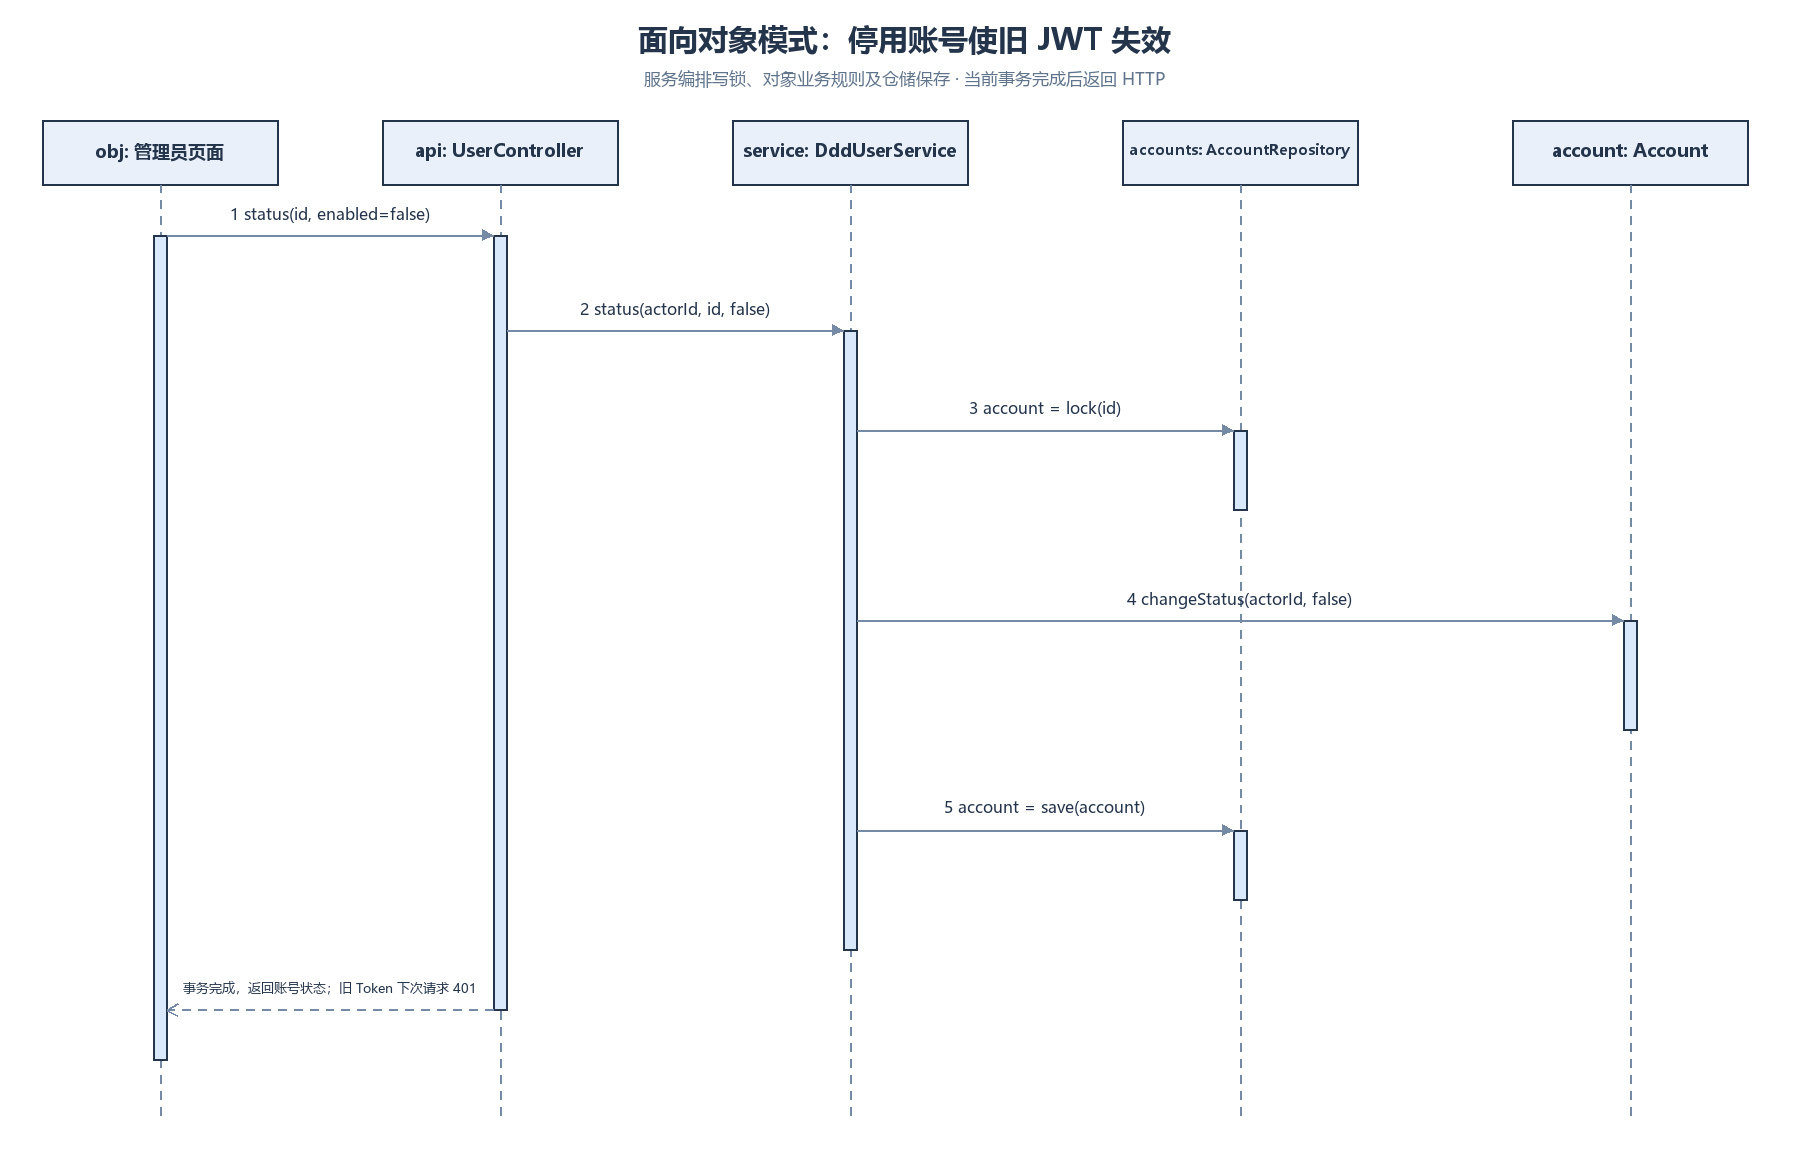 面向对象模式：停用账号使旧 JWT 失效
服务编排写锁、对象业务规则及仓储保存 · 当前事务完成后返回 HTTP
obj: 管理员页面
api: UserController
service: DddUserService
accounts: AccountRepository
account: Account
1 status(id, enabled=false)
2 status(actorId, id, false)
3 account = lock(id)
4 changeStatus(actorId, false)
5 account = save(account)
事务完成，返回账号状态；旧 Token 下次请求 401